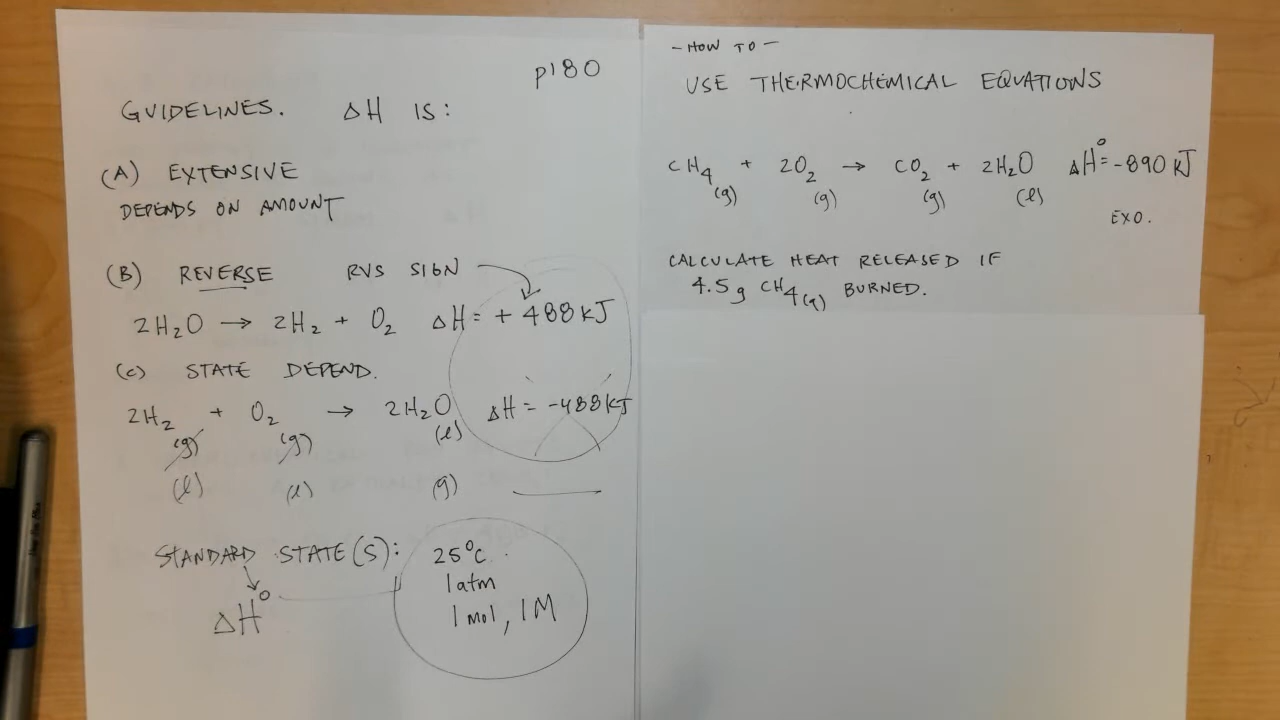 p180
GUIDELINES. ΔH IS:
(A) EXTENSIVE
DEPENDS ON AMOUNT
(B) REVERSE RVS SIGN
2H₂O → 2H₂ + O₂ ΔH = + 488 kJ
(c) STATE DEPEND.
2H₂ + O₂ → 2H₂O ΔH = -488 kJ
(g) (g) (l)
(l) (l) (g)
STANDARD STATE(S): 25°C.
1atm
ΔH° 1 mol, 1M
- HOW TO -
USE THERMOCHEMICAL EQUATIONS
CH₄ + 2O₂ → CO₂ + 2H₂O ΔH° = -890 kJ
(g) (g) (g) (l)
EXO.
CALCULATE HEAT RELEASED IF
4.5g CH₄(g) BURNED.